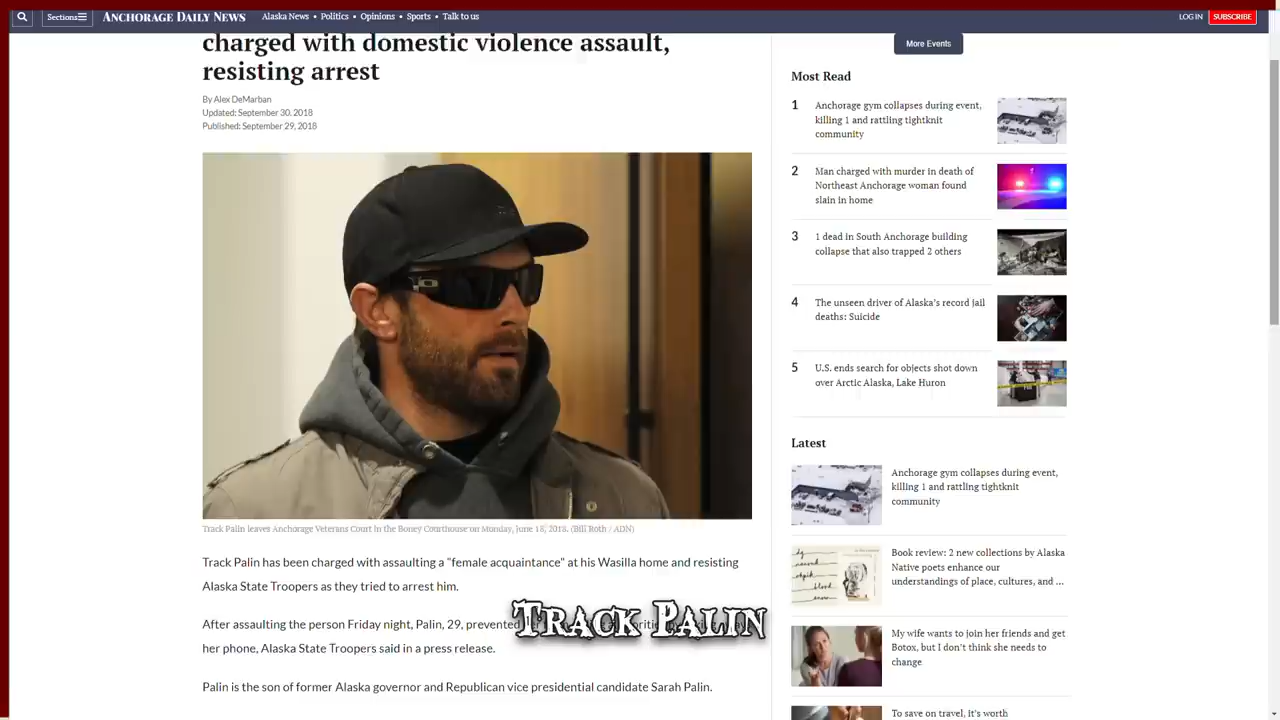 Sections
ANCHORAGE DAILY NEWS
Alaska News • Politics • Opinions • Sports • Talk to us
LOG IN
SUBSCRIBE
charged with domestic violence assault,
resisting arrest
By Alex DeMarban
Updated: September 30, 2018
Published: September 29, 2018
Track Palin leaves Anchorage Veterans Court in the Boney Courthouse on Monday, June 18, 2018. (Bill Roth / ADN)
Track Palin has been charged with assaulting a "female acquaintance" at his Wasilla home and resisting
Alaska State Troopers as they tried to arrest him.
After assaulting the person Friday night, Palin, 29, prevented
her phone, Alaska State Troopers said in a press release.
Palin is the son of former Alaska governor and Republican vice presidential candidate Sarah Palin.
TRACK PALIN
More Events
Most Read
1
Anchorage gym collapses during event,
killing 1 and rattling tightknit
community
2
Man charged with murder in death of
Northeast Anchorage woman found
slain in home
3
1 dead in South Anchorage building
collapse that also trapped 2 others
4
The unseen driver of Alaska's record jail
deaths: Suicide
5
U.S. ends search for objects shot down
over Arctic Alaska, Lake Huron
Latest
Anchorage gym collapses during event,
killing 1 and rattling tightknit
community
Book review: 2 new collections by Alaska
Native poets enhance our
understandings of place, cultures, and ...
My wife wants to join her friends and get
Botox, but I don't think she needs to
change
To save on travel, it's worth